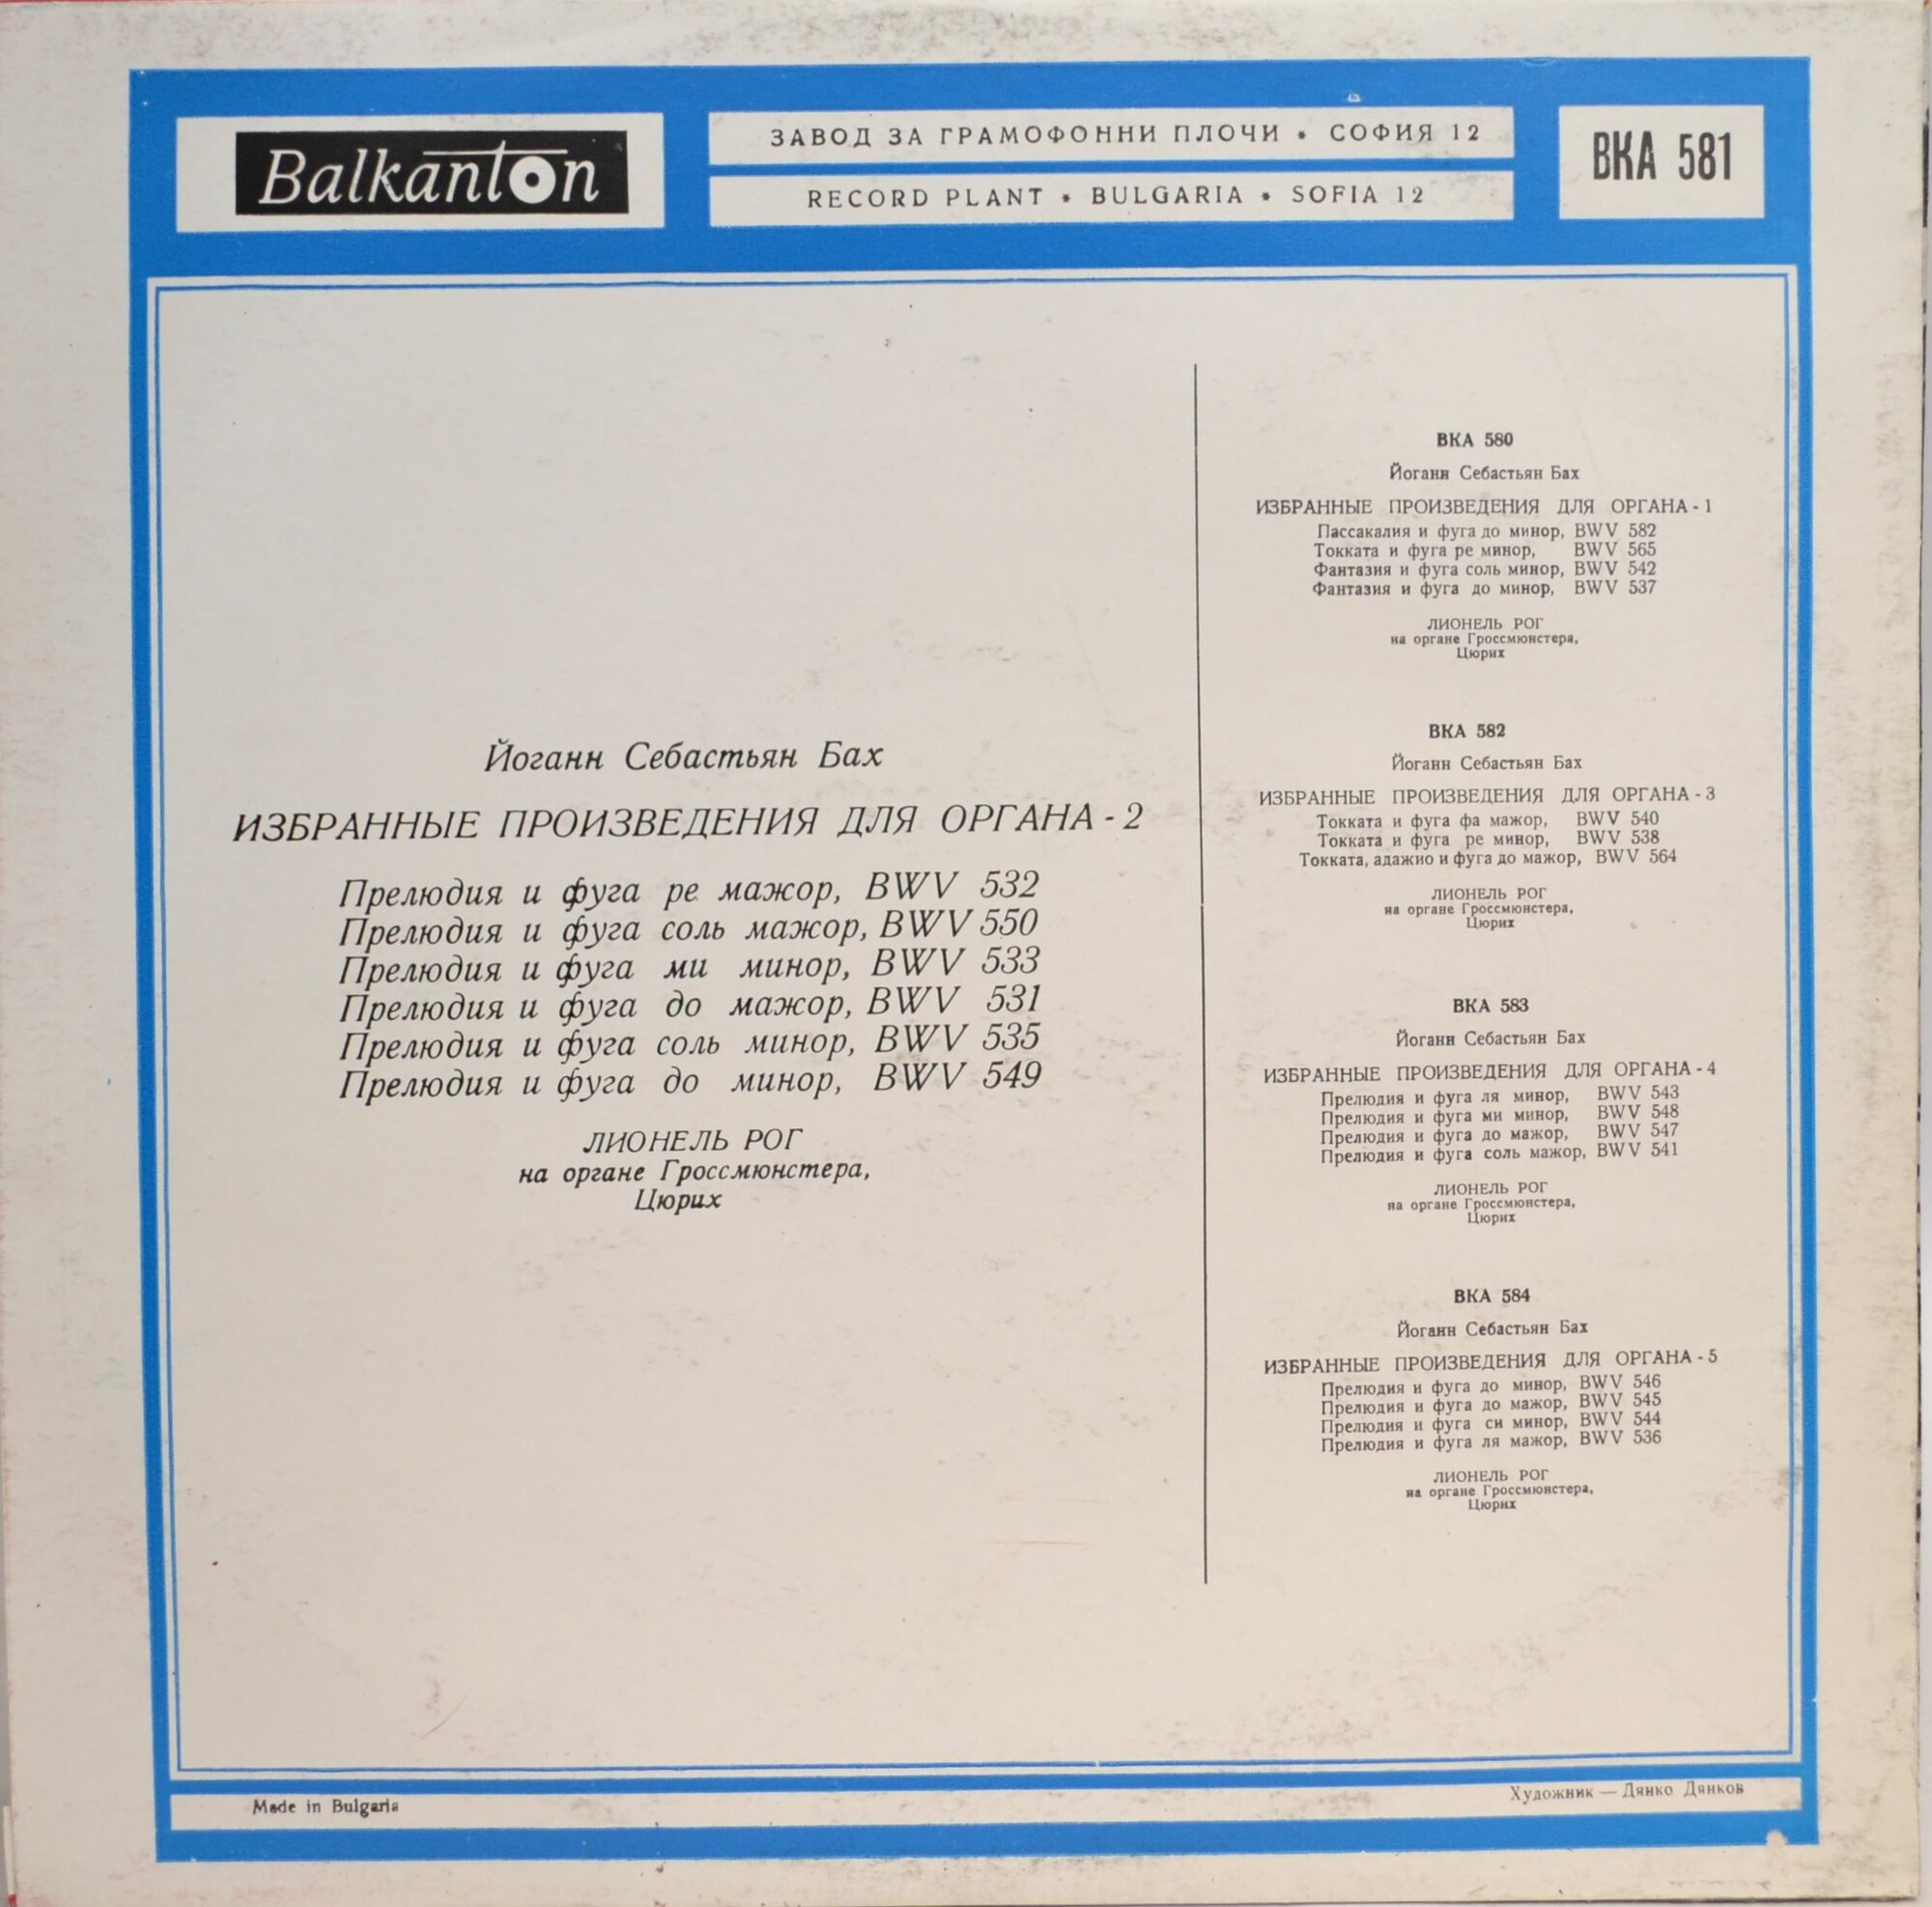 Balkanton
ЗАВОД ЗА ГРАМОФОННИ ПЛОЧИ * СОФИЯ 12
RECORD PLANT * BULGARIA * SOFIA 12
ВКА 581
Йоганн Себастьян Бах
ИЗБРАННЫЕ ПРОИЗВЕДЕНИЯ ДЛЯ ОРГАНА - 2
Прелюдия и фуга ре мажор, BWV 532
Прелюдия и фуга соль мажор, BWV 550
Прелюдия и фуга ми минор, BWV 533
Прелюдия и фуга до мажор, BWV 531
Прелюдия и фуга соль минор, BWV 535
Прелюдия и фуга до минор, BWV 549
ЛИОНЕЛЬ РОГ
на органе Гроссмюнстера,
Цюрих
ВКА 580
Йоганн Себастьян Бах
ИЗБРАННЫЕ ПРОИЗВЕДЕНИЯ ДЛЯ ОРГАНА - 1
Пассакалия и фуга до минор, BWV 582
Токката и фуга ре минор, BWV 565
Фантазия и фуга соль минор, BWV 542
Фантазия и фуга до минор, BWV 537
ЛИОНЕЛЬ РОГ
на органе Гроссмюнстера,
Цюрих
ВКА 582
Йоганн Себастьян Бах
ИЗБРАННЫЕ ПРОИЗВЕДЕНИЯ ДЛЯ ОРГАНА - 3
Токката и фуга фа мажор, BWV 540
Токката и фуга ре минор, BWV 538
Токката, адажио и фуга до мажор, BWV 564
ЛИОНЕЛЬ РОГ
на органе Гроссмюнстера,
Цюрих
ВКА 583
Йоганн Себастьян Бах
ИЗБРАННЫЕ ПРОИЗВЕДЕНИЯ ДЛЯ ОРГАНА - 4
Прелюдия и фуга ля минор, BWV 543
Прелюдия и фуга ми минор, BWV 548
Прелюдия и фуга до мажор, BWV 547
Прелюдия и фуга соль мажор, BWV 541
ЛИОНЕЛЬ РОГ
на органе Гроссмюнстера,
Цюрих
ВКА 584
Йоганн Себастьян Бах
ИЗБРАННЫЕ ПРОИЗВЕДЕНИЯ ДЛЯ ОРГАНА - 5
Прелюдия и фуга до минор, BWV 546
Прелюдия и фуга до мажор, BWV 545
Прелюдия и фуга си минор, BWV 544
Прелюдия и фуга ля мажор, BWV 536
ЛИОНЕЛЬ РОГ
на органе Гроссмюнстера,
Цюрих
Made in Bulgaria
Художник — Дянко Дянков